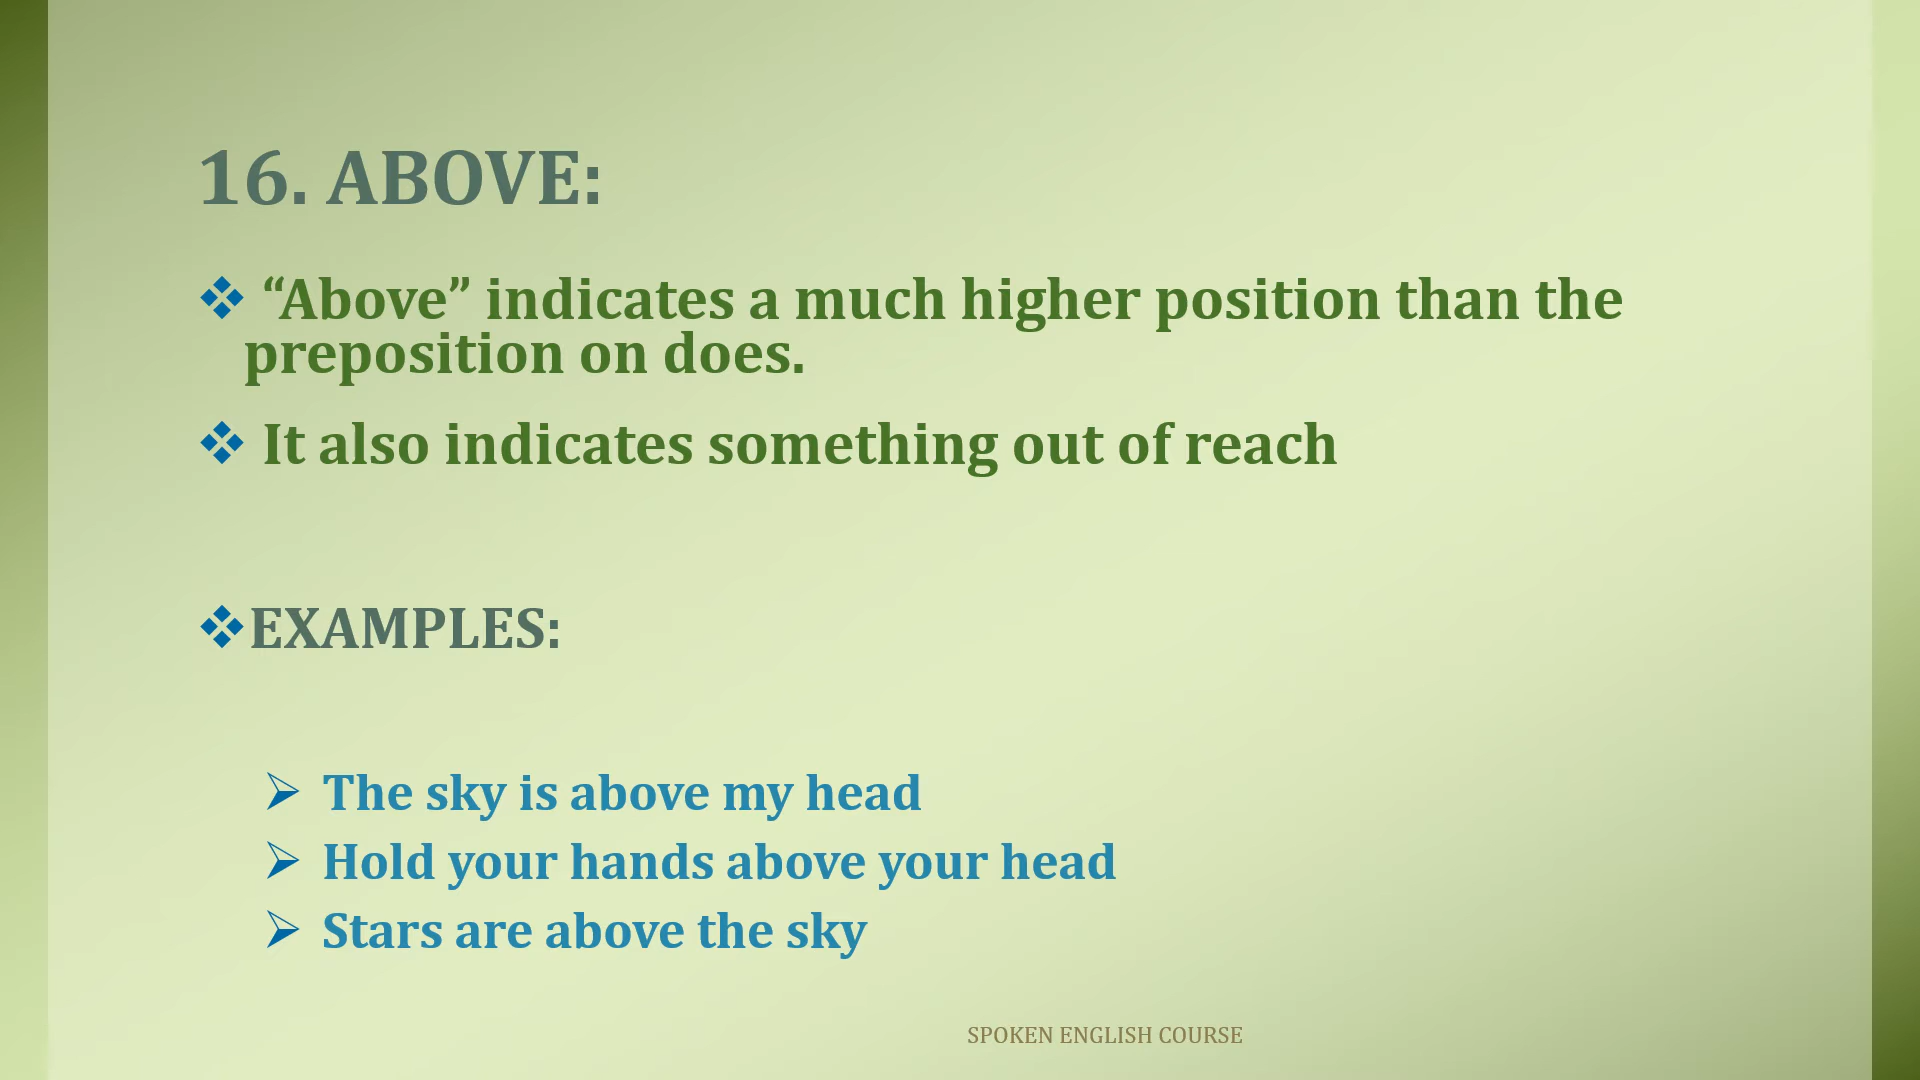 16. ABOVE:
❖ “Above” indicates a much higher position than the
preposition on does.
❖ It also indicates something out of reach
❖EXAMPLES:
➢ The sky is above my head
➢ Hold your hands above your head
➢ Stars are above the sky
SPOKEN ENGLISH COURSE